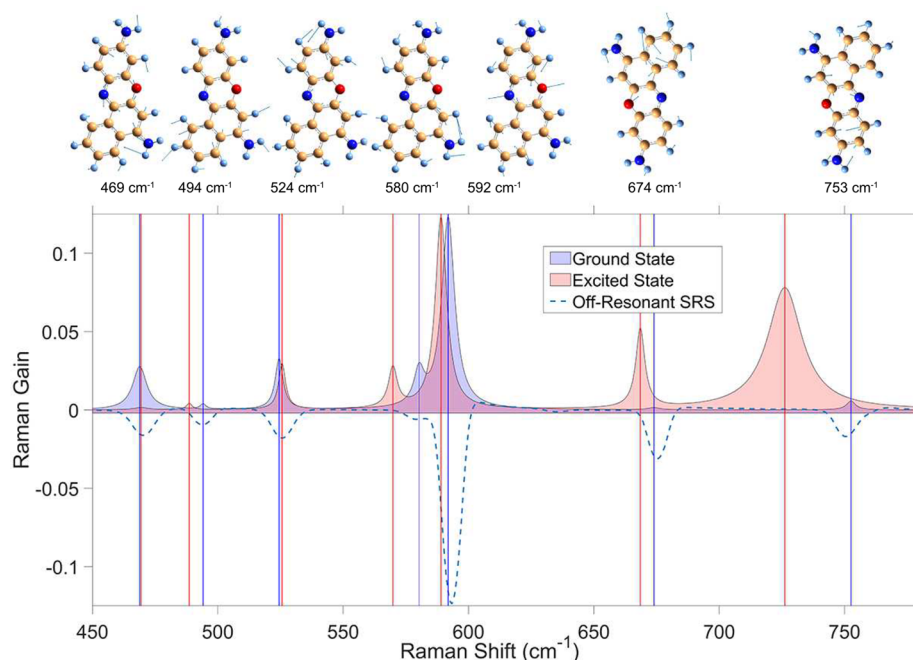 469 cm⁻¹ 494 cm⁻¹ 524 cm⁻¹ 580 cm⁻¹ 592 cm⁻¹ 674 cm⁻¹ 753 cm⁻¹
Ground State
Excited State
Off-Resonant SRS
0.1
0.05
0
-0.05
-0.1
Raman Gain
450 500 550 600 650 700 750
Raman Shift (cm⁻¹)